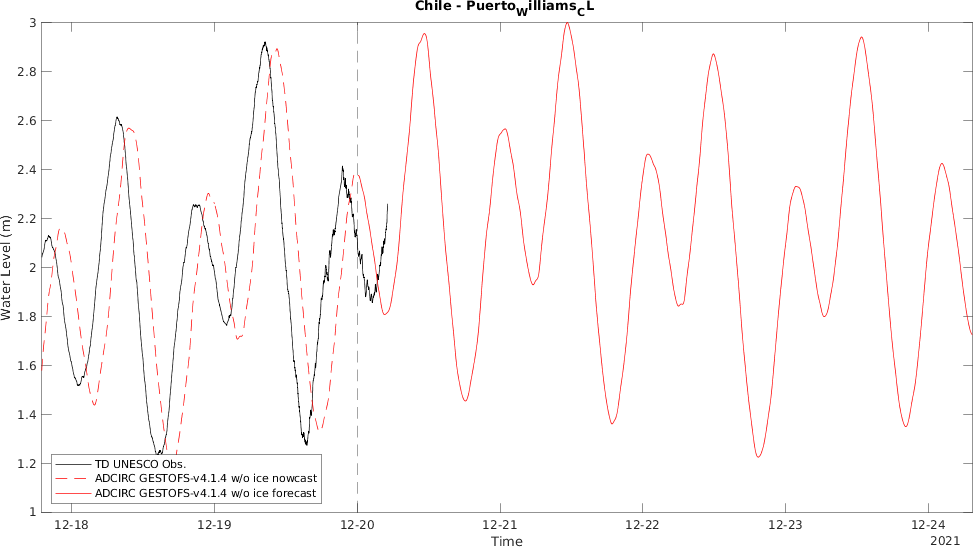 Chile - PuertoWilliamsCL
3
2.8
2.6
2.4
2.2
2
1.8
1.6
1.4
1.2
1
Water Level (m)
TD UNESCO Obs.
ADCIRC GESTOFS-v4.1.4 w/o ice nowcast
ADCIRC GESTOFS-v4.1.4 w/o ice forecast
12-18 12-19 12-20 12-21 12-22 12-23 12-24
Time
2021